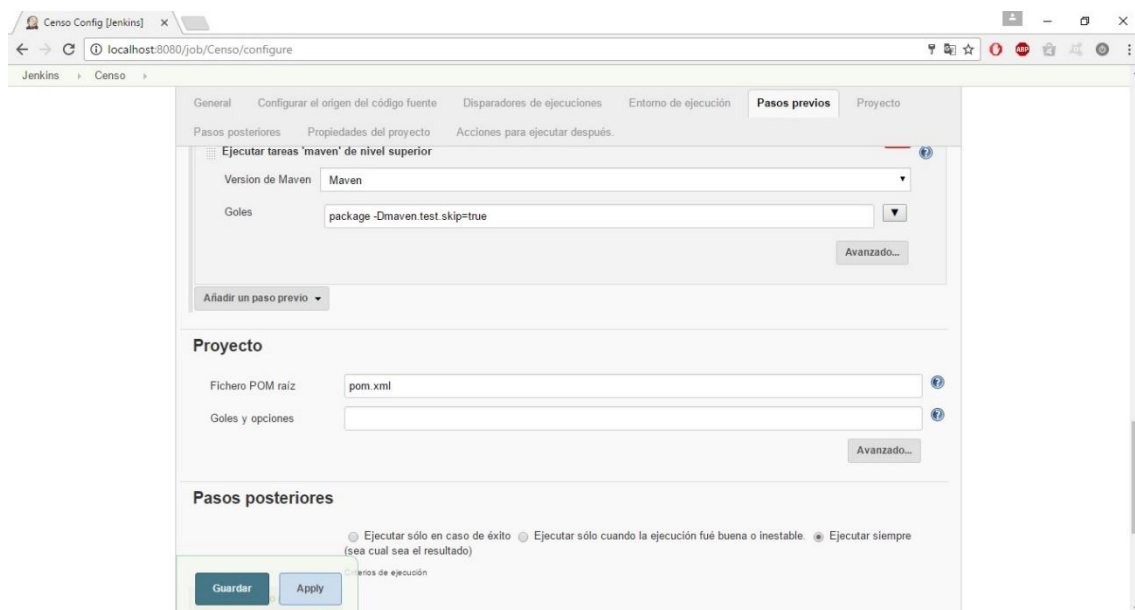 Censo Config [Jenkins]
localhost:8080/job/Censo/configure
ABP
Jenkins Censo
General Configurar el origen del código fuente Disparadores de ejecuciones Entorno de ejecución Pasos previos Proyecto
Pasos posteriores Propiedades del proyecto Acciones para ejecutar después.
Ejecutar tareas 'maven' de nivel superior
Version de Maven Maven
Goles package -Dmaven.test.skip=true
Avanzado...
Añadir un paso previo
Proyecto
Fichero POM raíz pom.xml
Goles y opciones
Avanzado...
Pasos posteriores
Ejecutar sólo en caso de éxito Ejecutar sólo cuando la ejecución fué buena o inestable. Ejecutar siempre
(sea cual sea el resultado)
Criterios de ejecución
Guardar Apply